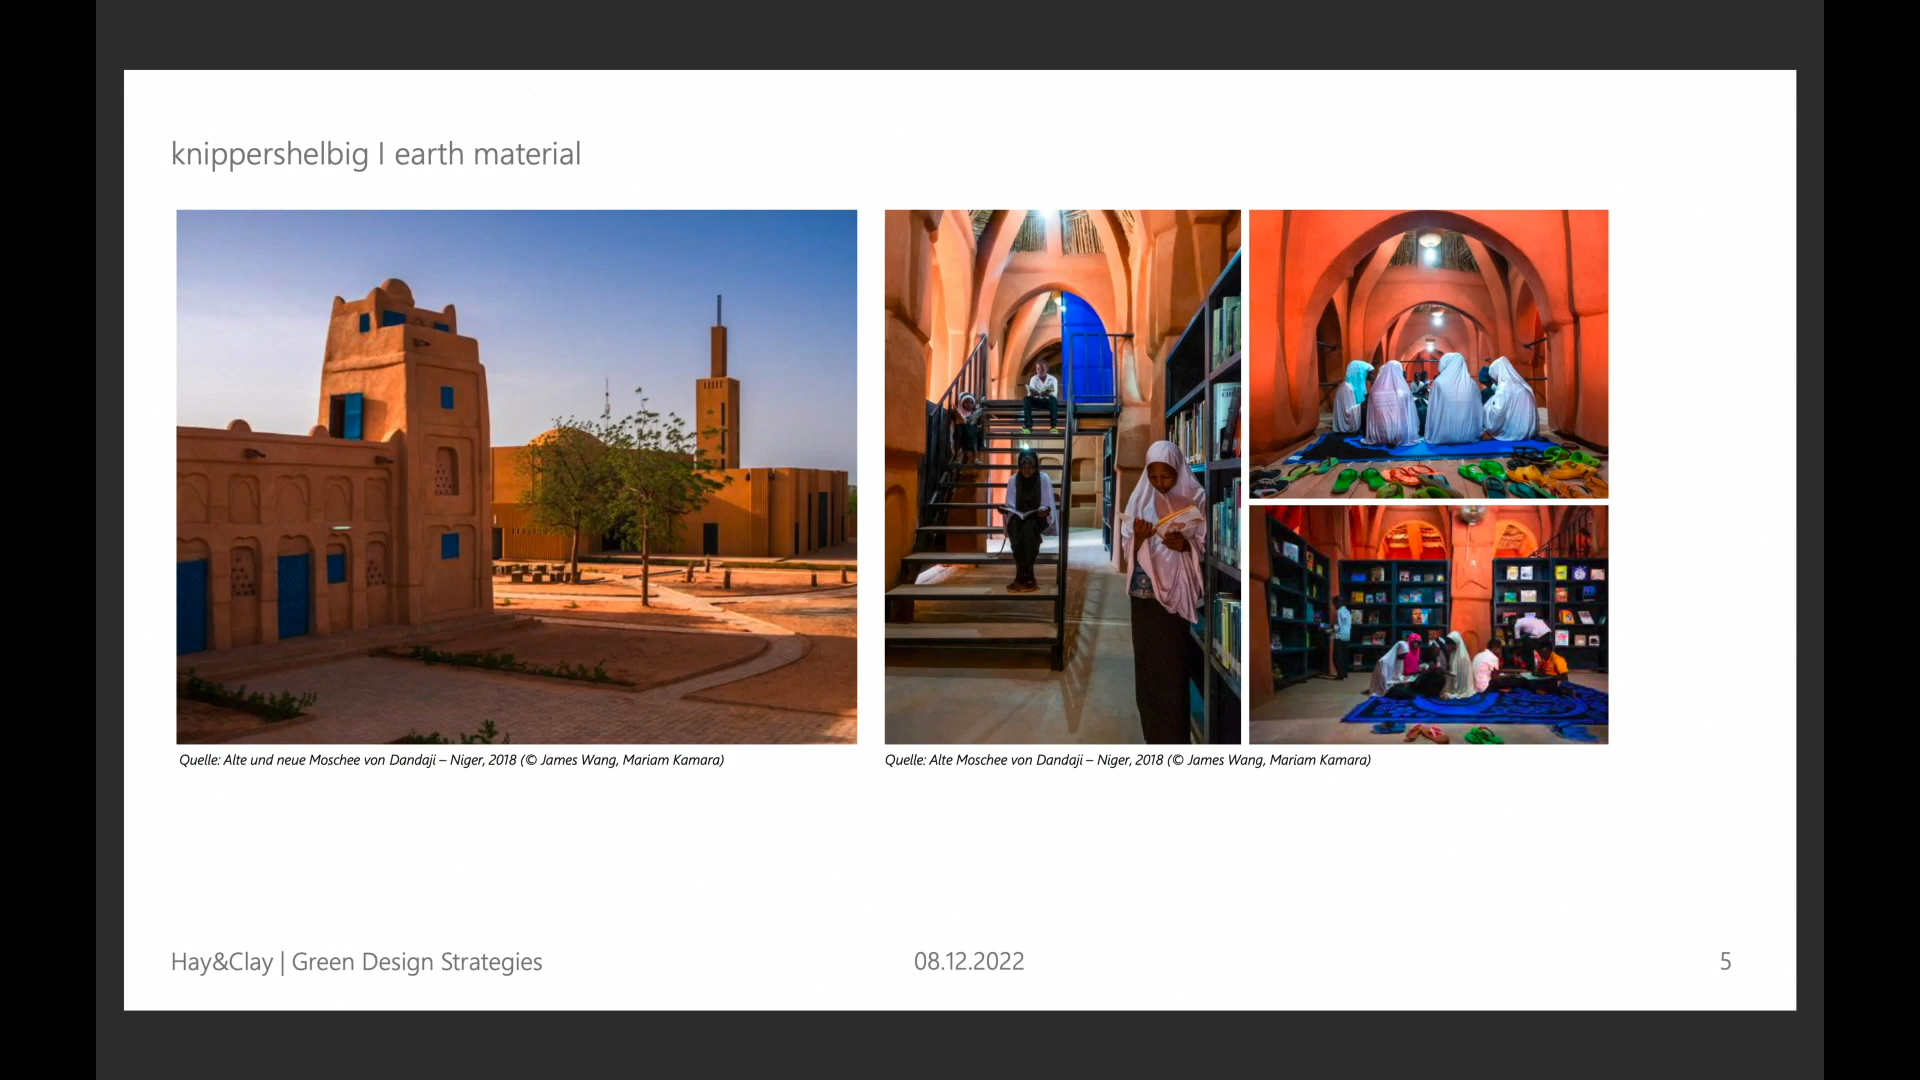 knippershelbig I earth material
Quelle: Alte und neue Moschee von Dandaji – Niger, 2018 (© James Wang, Mariam Kamara)
Quelle: Alte Moschee von Dandaji – Niger, 2018 (© James Wang, Mariam Kamara)
Hay&Clay | Green Design Strategies
08.12.2022
5